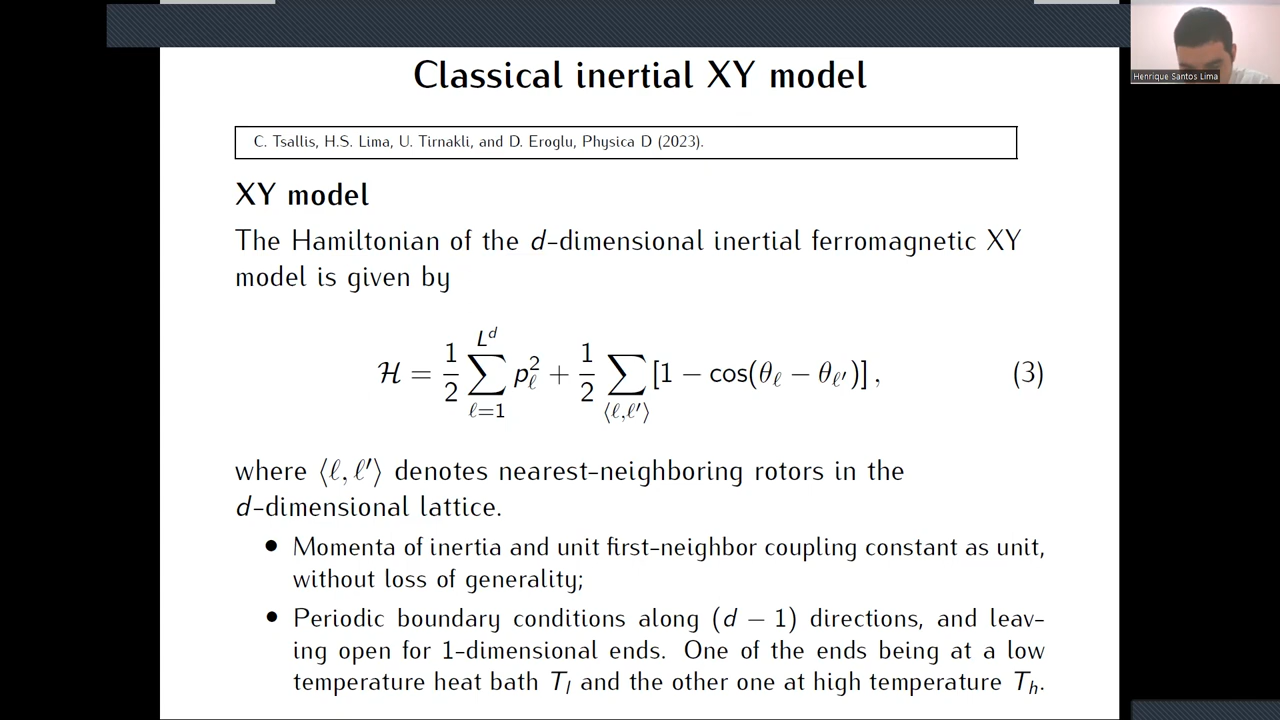 Classical inertial XY model
Henrique Santos Lima
C. Tsallis, H.S. Lima, U. Tirnakli, and D. Eroglu, Physica D (2023).
XY model
The Hamiltonian of the d-dimensional inertial ferromagnetic XY
model is given by
ℋ = 1/2 ∑_{ℓ=1}^{L^d} p_ℓ^2 + 1/2 ∑_{⟨ℓ,ℓ′⟩} [1 − cos(θ_ℓ − θ_{ℓ′})] , (3)
where ⟨ℓ, ℓ′⟩ denotes nearest-neighboring rotors in the
d-dimensional lattice.
• Momenta of inertia and unit first-neighbor coupling constant as unit,
without loss of generality;
• Periodic boundary conditions along (d − 1) directions, and leav-
ing open for 1-dimensional ends. One of the ends being at a low
temperature heat bath T_l and the other one at high temperature T_h.